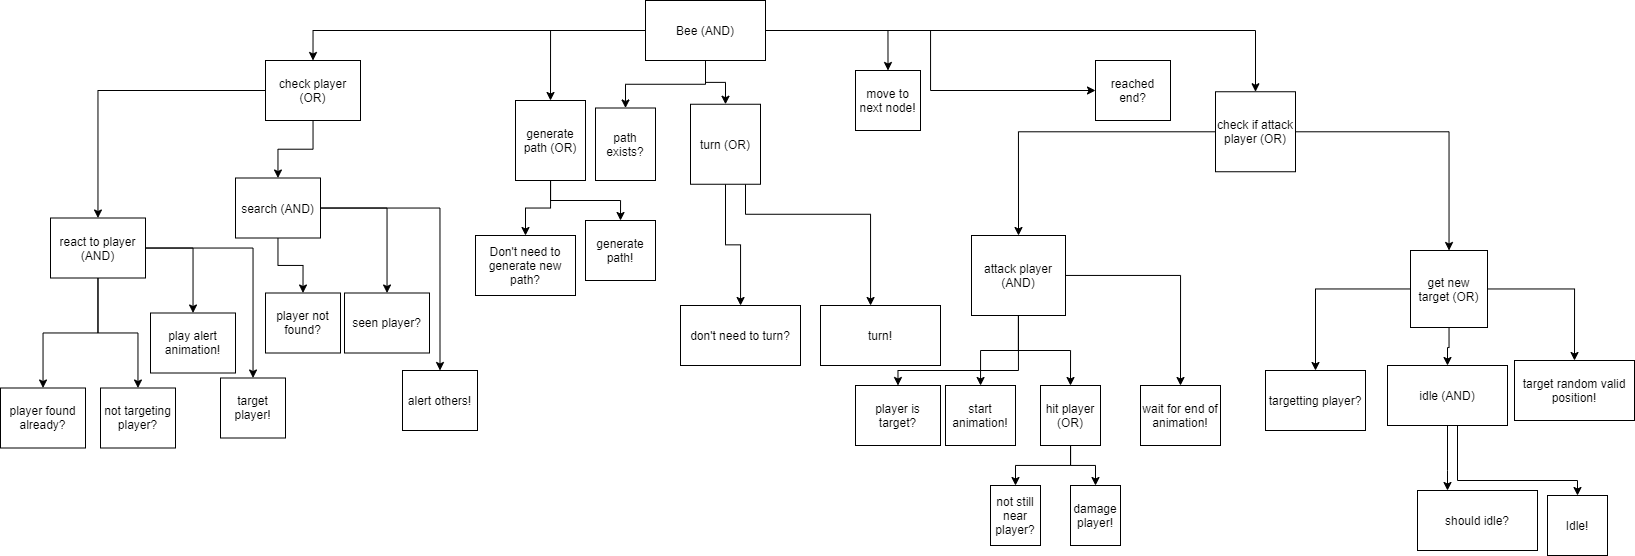 Bee (AND)
check player
(OR)
generate
path (OR)
path
exists?
turn (OR)
move to
next node!
reached
end?
check if attack
player (OR)
react to player
(AND)
search (AND)
Don't need to
generate new
path?
generate
path!
attack player
(AND)
get new
target (OR)
play alert
animation!
player not
found?
seen player?
don't need to turn?
turn!
player found
already?
not targeting
player?
target
player!
alert others!
player is
target?
start
animation!
hit player
(OR)
wait for end of
animation!
targetting player?
idle (AND)
target random valid
position!
not still
near
player?
damage
player!
should idle?
Idle!